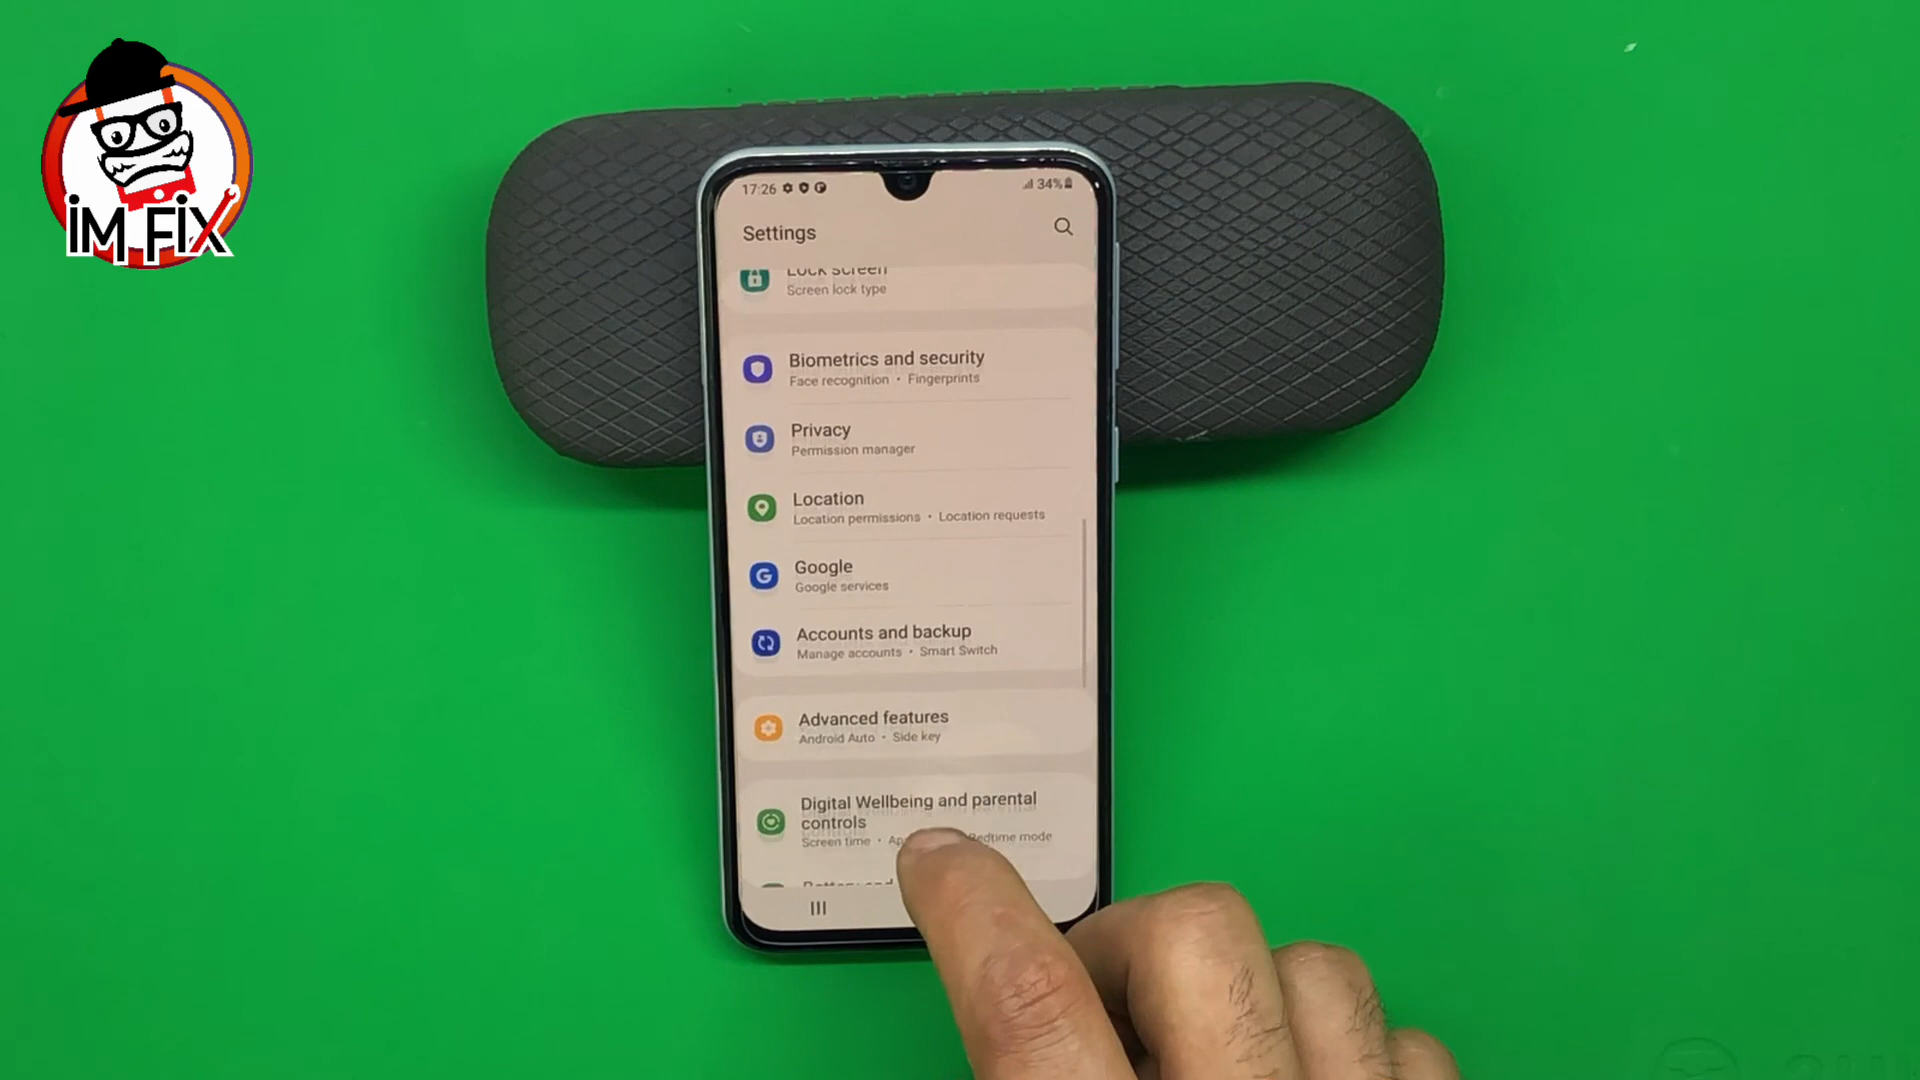 iM FiX
17:26
34%
Settings
Lock screen
Screen lock type
Biometrics and security
Face recognition • Fingerprints
Privacy
Permission manager
Location
Location permissions • Location requests
Google
Google services
Accounts and backup
Manage accounts • Smart Switch
Advanced features
Android Auto • Side key
Digital Wellbeing and parental
controls
Screen time • Bedtime mode